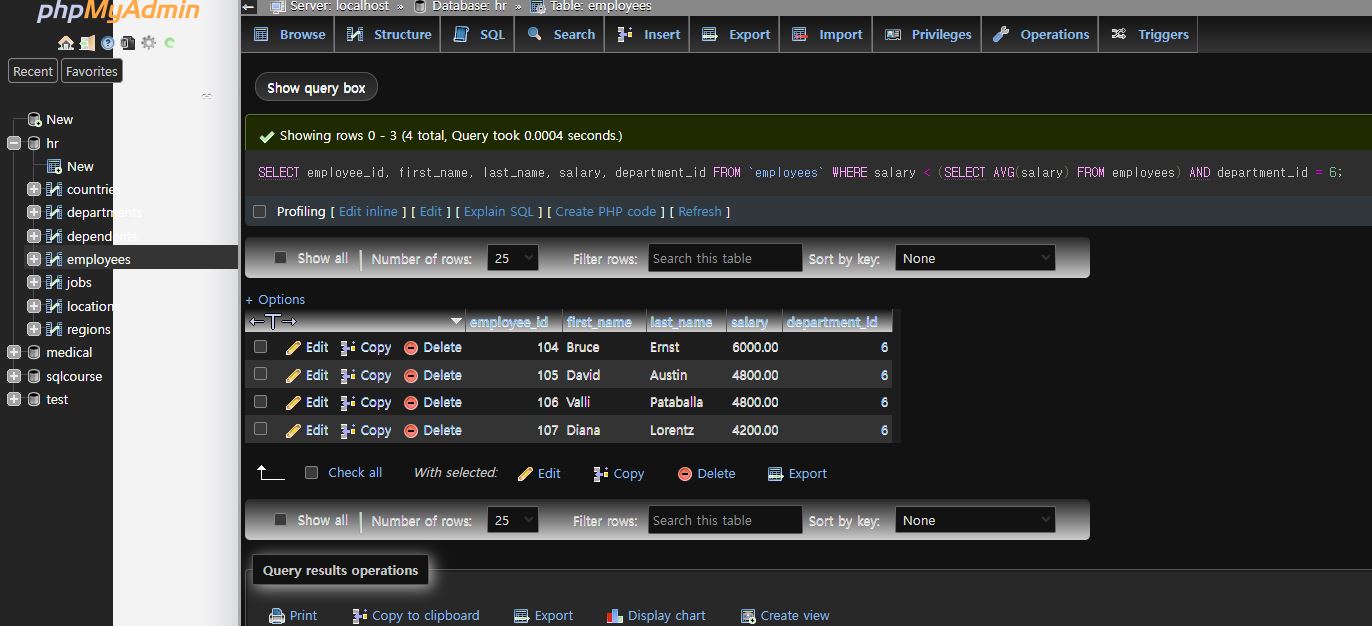 phpMyAdmin
Server: localhost » Database: hr » Table: employees
Browse Structure SQL Search Insert Export Import Privileges Operations Triggers
Recent Favorites
New
hr
New
countries
departments
dependents
employees
jobs
locations
regions
medical
sqlcourse
test
Show query box
Showing rows 0 - 3 (4 total, Query took 0.0004 seconds.)
SELECT employee_id, first_name, last_name, salary, department_id FROM `employees` WHERE salary < (SELECT AVG(salary) FROM employees) AND department_id = 6;
Profiling [ Edit inline ] [ Edit ] [ Explain SQL ] [ Create PHP code ] [ Refresh ]
Show all Number of rows: 25 Filter rows: Search this table Sort by key: None
+ Options
←T→ employee_id first_name last_name salary department_id
Edit Copy Delete 104 Bruce Ernst 6000.00 6
Edit Copy Delete 105 David Austin 4800.00 6
Edit Copy Delete 106 Valli Pataballa 4800.00 6
Edit Copy Delete 107 Diana Lorentz 4200.00 6
Check all With selected: Edit Copy Delete Export
Show all Number of rows: 25 Filter rows: Search this table Sort by key: None
Query results operations
Print Copy to clipboard Export Display chart Create view